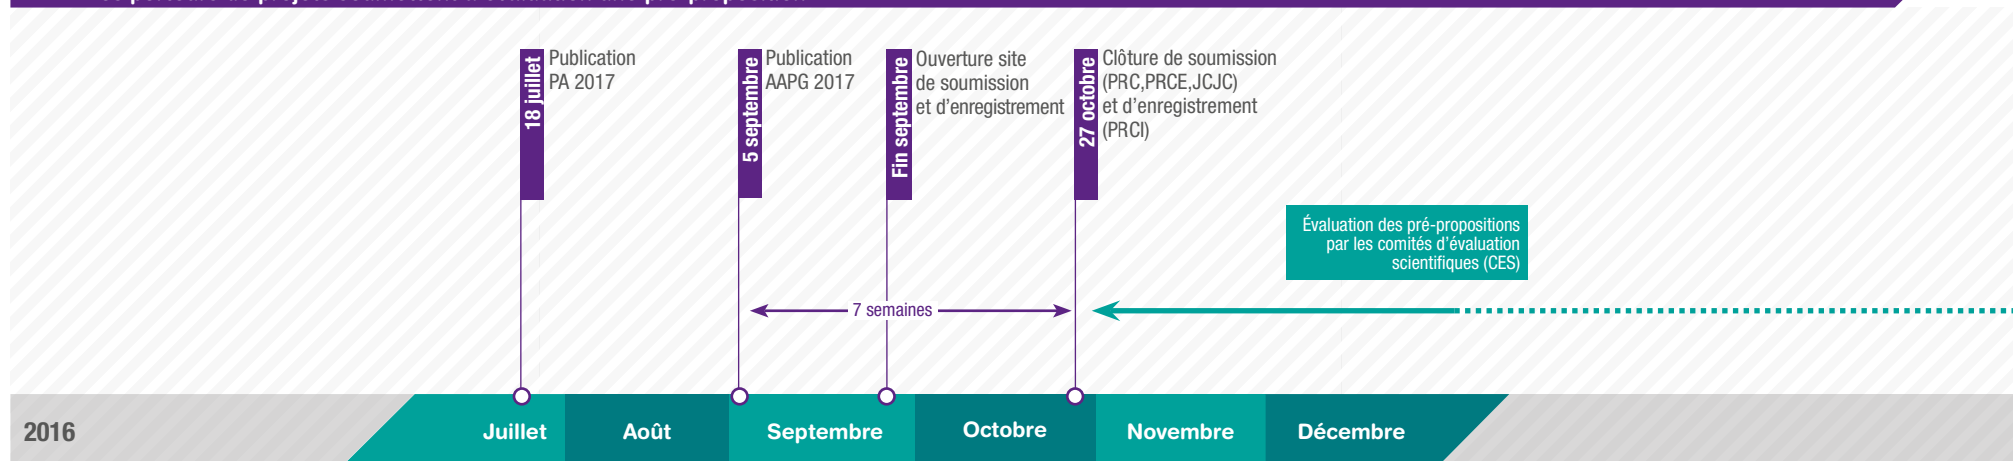 18 juillet
Publication
PA 2017
5 septembre
Publication
AAPG 2017
Fin septembre
Ouverture site
de soumission
et d'enregistrement
27 octobre
Clôture de soumission
(PRC,PRCE,JCJC)
et d'enregistrement
(PRCI)
Évaluation des pré-propositions
par les comités d'évaluation
scientifiques (CES)
7 semaines
2016
Juillet
Août
Septembre
Octobre
Novembre
Décembre